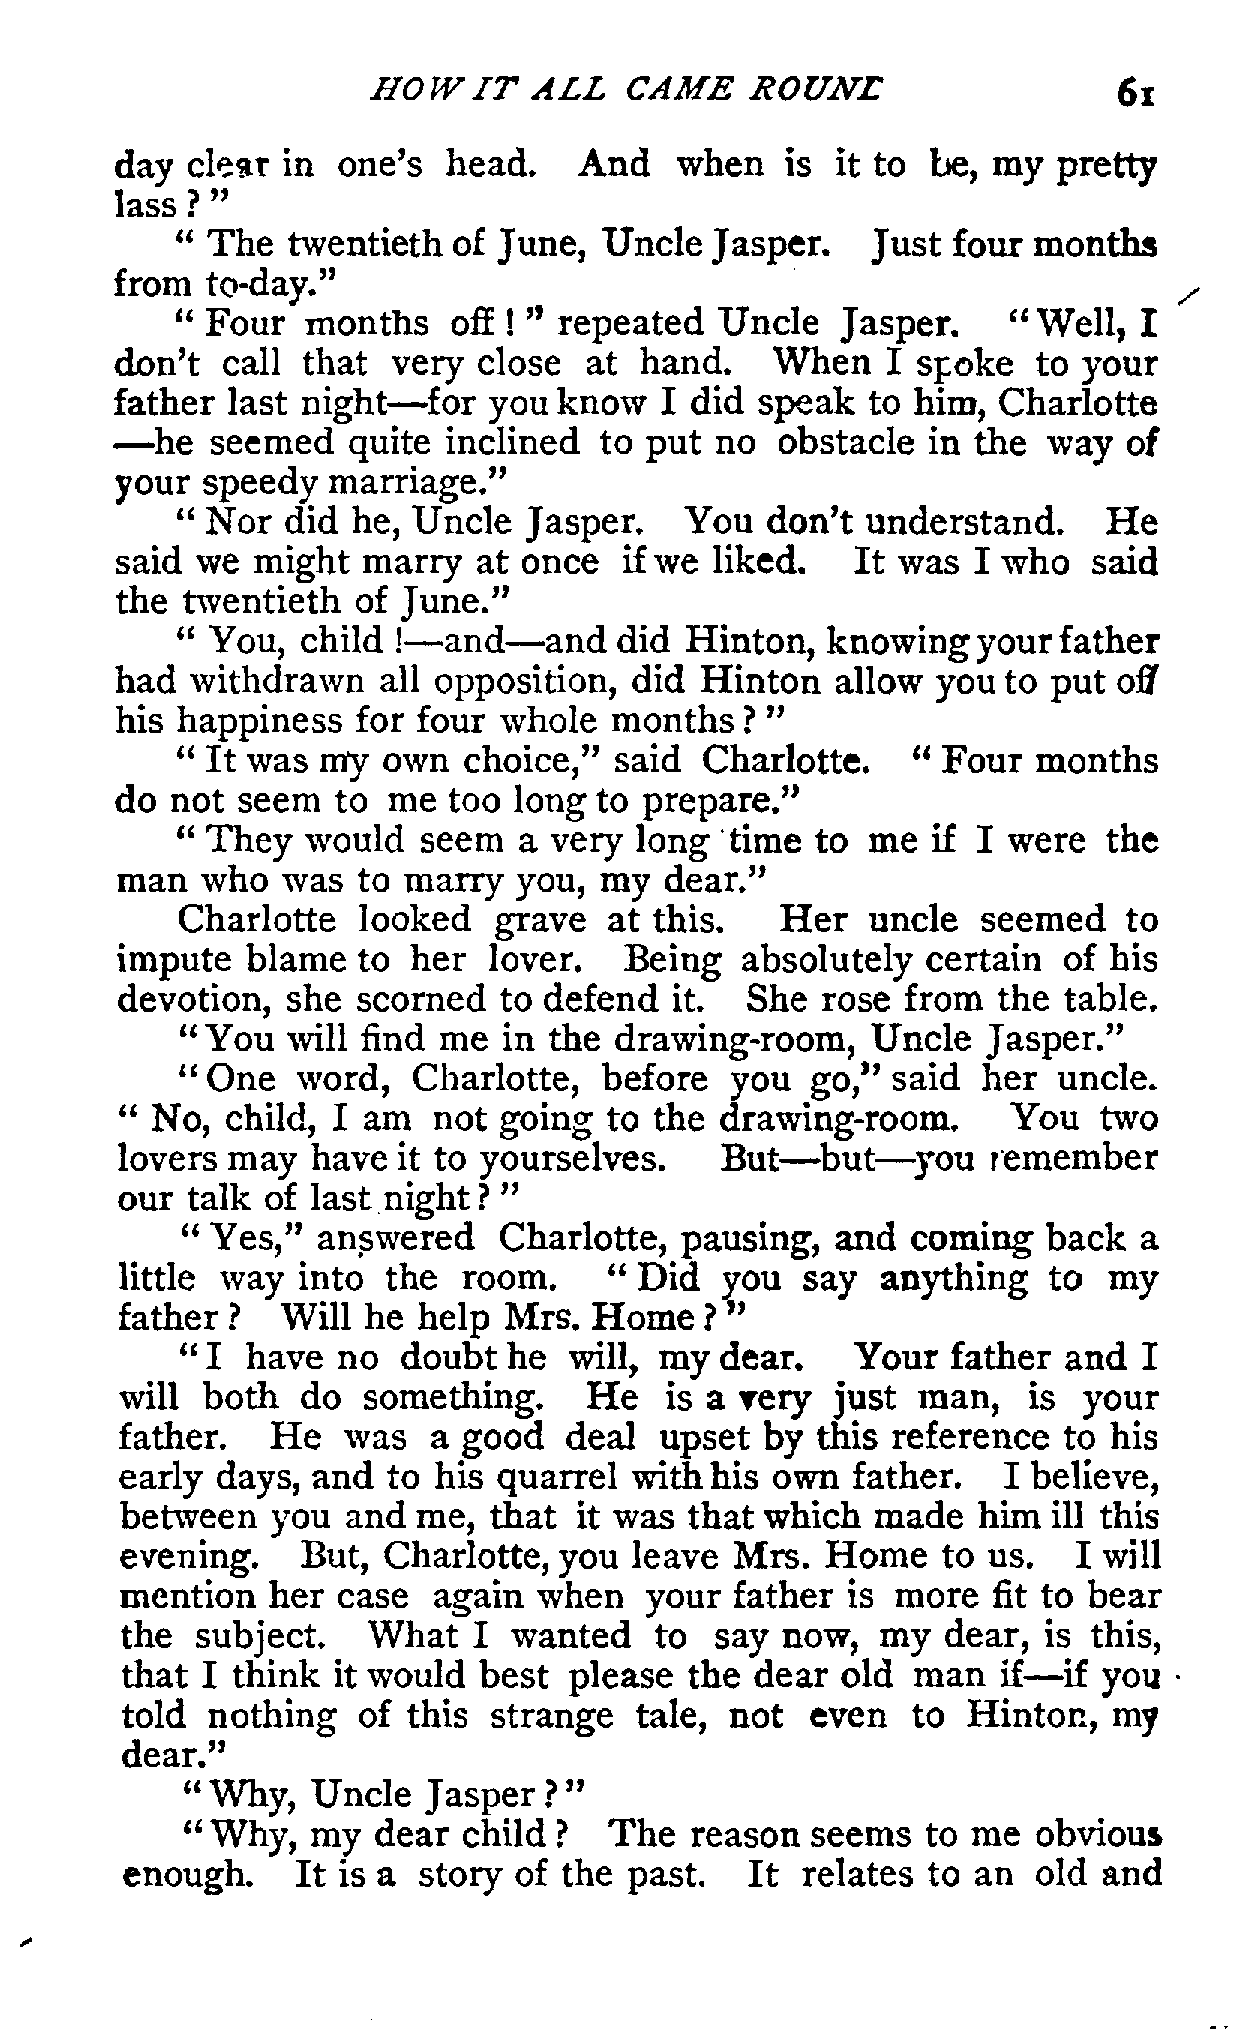 HOW IT ALL CAME ROUND 61
day clear in one's head. And when is it to be, my pretty
lass?"
"The twentieth of June, Uncle Jasper. Just four months
from to-day."
"Four months off!" repeated Uncle Jasper. "Well, I
don't call that very close at hand. When I spoke to your
father last night—for you know I did speak to him, Charlotte
—he seemed quite inclined to put no obstacle in the way of
your speedy marriage."
"Nor did he, Uncle Jasper. You don't understand. He
said we might marry at once if we liked. It was I who said
the twentieth of June."
"You, child!—and—and did Hinton, knowing your father
had withdrawn all opposition, did Hinton allow you to put off
his happiness for four whole months?"
"It was my own choice," said Charlotte. "Four months
do not seem to me too long to prepare."
"They would seem a very long time to me if I were the
man who was to marry you, my dear."
Charlotte looked grave at this. Her uncle seemed to
impute blame to her lover. Being absolutely certain of his
devotion, she scorned to defend it. She rose from the table.
"You will find me in the drawing-room, Uncle Jasper."
"One word, Charlotte, before you go," said her uncle.
"No, child, I am not going to the drawing-room. You two
lovers may have it to yourselves. But—but—you remember
our talk of last night?"
"Yes," answered Charlotte, pausing, and coming back a
little way into the room. "Did you say anything to my
father? Will he help Mrs. Home?"
"I have no doubt he will, my dear. Your father and I
will both do something. He is a very just man, is your
father. He was a good deal upset by this reference to his
early days, and to his quarrel with his own father. I believe,
between you and me, that it was that which made him ill this
evening. But, Charlotte, you leave Mrs. Home to us. I will
mention her case again when your father is more fit to bear
the subject. What I wanted to say now, my dear, is this,
that I think it would best please the dear old man if—if you
told nothing of this strange tale, not even to Hinton, my
dear."
"Why, Uncle Jasper?"
"Why, my dear child? The reason seems to me obvious
enough. It is a story of the past. It relates to an old and